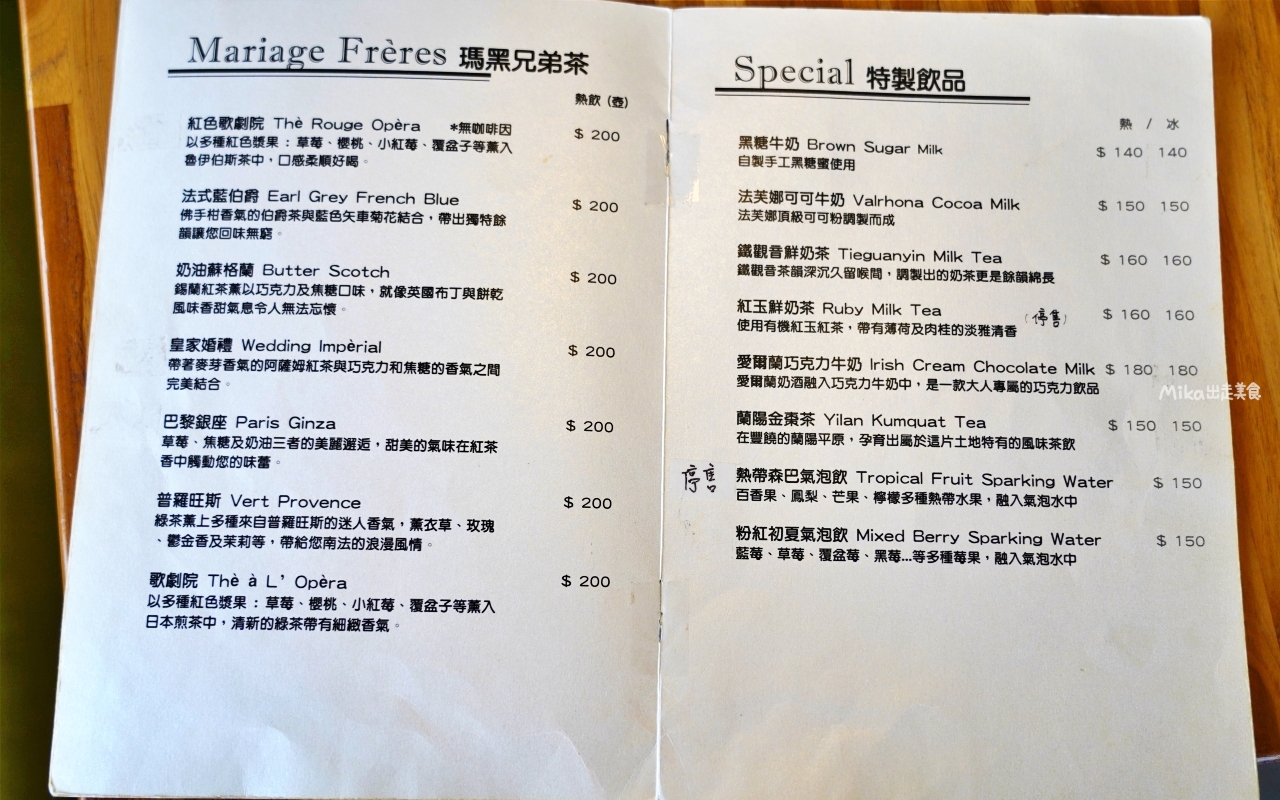 Mariage Frères 瑪黑兄弟茶
熱飲 (壺)
紅色歌劇院 Thè Rouge Opèra *無咖啡因 $ 200
以多種紅色漿果：草莓、櫻桃、小紅莓、覆盆子等薰入
魯伊伯斯茶中，口感柔順好喝。
法式藍伯爵 Earl Grey French Blue $ 200
佛手柑香氣的伯爵茶與藍色矢車菊花結合，帶出獨特餘
韻讓您回味無窮。
奶油蘇格蘭 Butter Scotch $ 200
錫蘭紅茶薰以巧克力及焦糖口味，就像英國布丁與餅乾
風味香甜氣息令人無法忘懷。
皇家婚禮 Wedding Impèrial $ 200
帶著麥芽香氣的阿薩姆紅茶與巧克力和焦糖的香氣之間
完美結合。
巴黎銀座 Paris Ginza $ 200
草莓、焦糖及奶油三者的美麗邂逅，甜美的氣味在紅茶
香中觸動您的味蕾。
普羅旺斯 Vert Provence $ 200
綠茶薰上多種來自普羅旺斯的迷人香氣，薰衣草、玫瑰
、鬱金香及茉莉等，帶給您南法的浪漫風情。
歌劇院 Thè à L’ Opèra $ 200
以多種紅色漿果：草莓、櫻桃、小紅莓、覆盆子等薰入
日本煎茶中，清新的綠茶帶有細緻香氣。
Special 特製飲品
熱 / 冰
黑糖牛奶 Brown Sugar Milk $ 140 140
自製手工黑糖蜜使用
法芙娜可可牛奶 Valrhona Cocoa Milk $ 150 150
法芙娜頂級可可粉調製而成
鐵觀音鮮奶茶 Tieguanyin Milk Tea $ 160 160
鐵觀音茶韻深沉久留喉間，調製出的奶茶更是餘韻綿長
紅玉鮮奶茶 Ruby Milk Tea (停售) $ 160 160
使用有機紅玉紅茶，帶有薄荷及肉桂的淡雅清香
愛爾蘭巧克力牛奶 Irish Cream Chocolate Milk $ 180 180
愛爾蘭奶酒融入巧克力牛奶中，是一款大人專屬的巧克力飲品
蘭陽金棗茶 Yilan Kumquat Tea $ 150 150
在豐饒的蘭陽平原，孕育出屬於這片土地特有的風味茶飲
停售 熱帶森巴氣泡飲 Tropical Fruit Sparking Water $ 150
百香果、鳳梨、芒果、檸檬多種熱帶水果，融入氣泡水中
粉紅初夏氣泡飲 Mixed Berry Sparking Water $ 150
藍莓、草莓、覆盆莓、黑莓...等多種莓果，融入氣泡水中
Mika出走美食